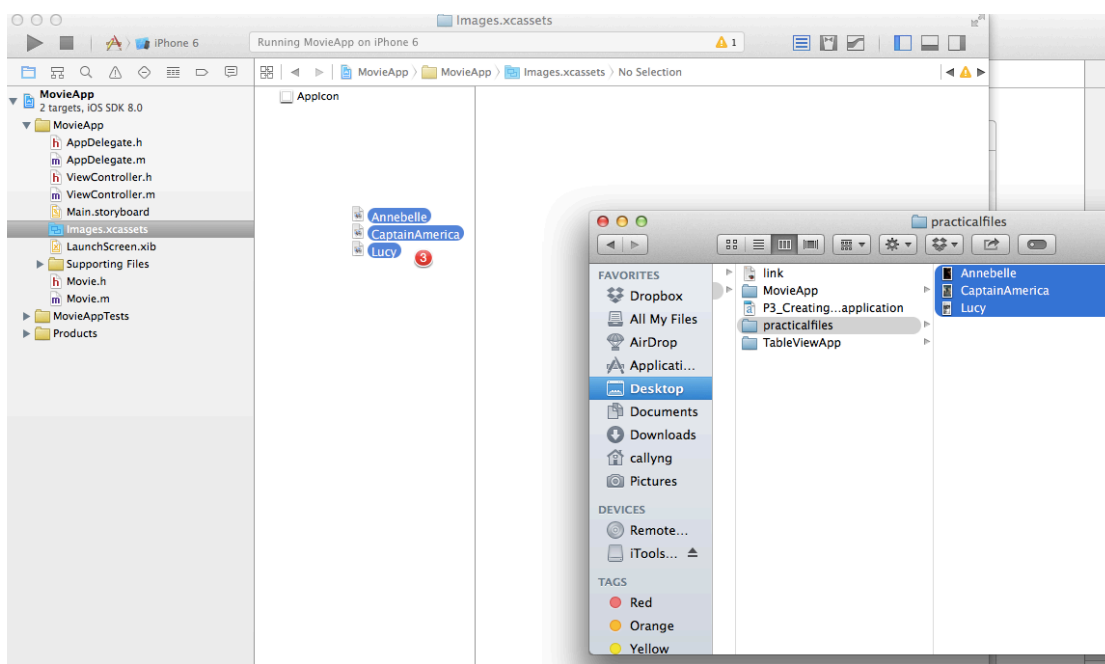 Images.xcassets
iPhone 6
Running MovieApp on iPhone 6
1
MovieApp
MovieApp
Images.xcassets
No Selection
MovieApp
2 targets, iOS SDK 8.0
MovieApp
h AppDelegate.h
m AppDelegate.m
h ViewController.h
m ViewController.m
Main.storyboard
Images.xcassets
LaunchScreen.xib
Supporting Files
h Movie.h
m Movie.m
MovieAppTests
Products
AppIcon
Annebelle
CaptainAmerica
Lucy
3
practicalfiles
FAVORITES
Dropbox
All My Files
AirDrop
Applicati...
Desktop
Documents
Downloads
callyng
Pictures
DEVICES
Remote...
iTools...
TAGS
Red
Orange
Yellow
link
MovieApp
P3_Creating...application
practicalfiles
TableViewApp
Annebelle
CaptainAmerica
Lucy